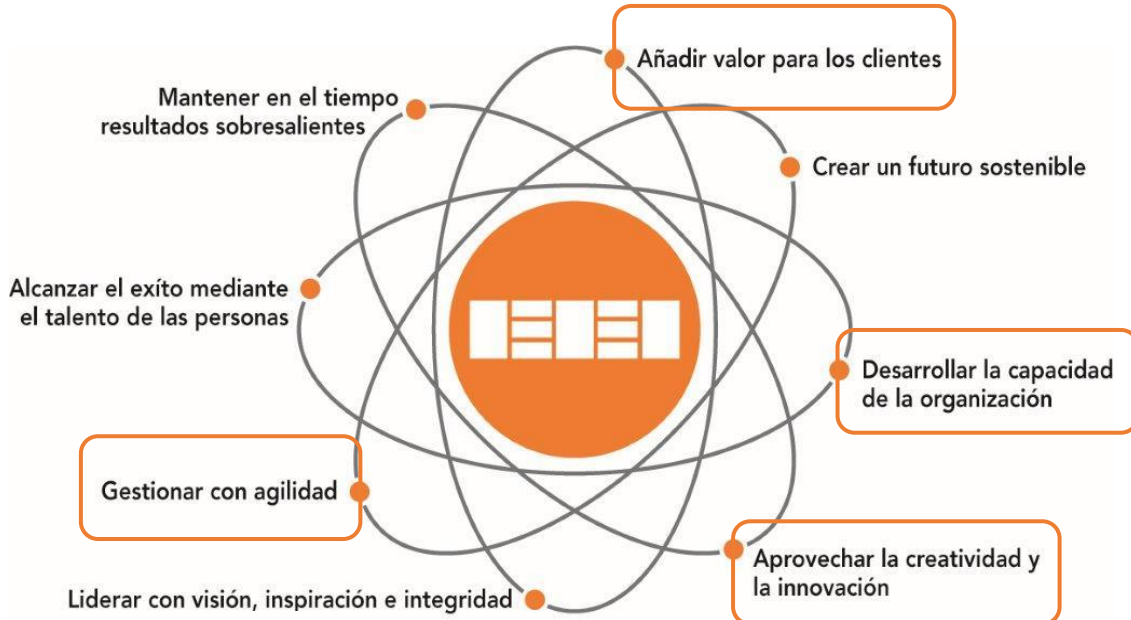 Añadir valor para los clientes
Mantener en el tiempo
resultados sobresalientes
Crear un futuro sostenible
Alcanzar el exíto mediante
el talento de las personas
Desarrollar la capacidad
de la organización
Gestionar con agilidad
Aprovechar la creatividad y
la innovación
Liderar con visión, inspiración e integridad